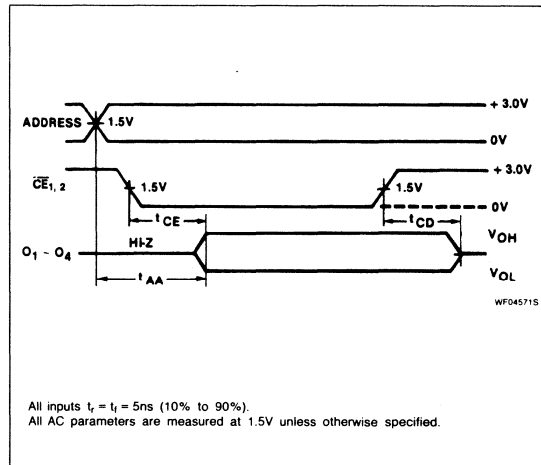 + 3.0V
ADDRESS 1.5V
0V
+ 3.0V
CE1, 2 1.5V 1.5V
0V
tCE tCD
HI-Z VOH
O1 - O4
tAA VOL
WF04571S
All inputs tr = tf = 5ns (10% to 90%).
All AC parameters are measured at 1.5V unless otherwise specified.